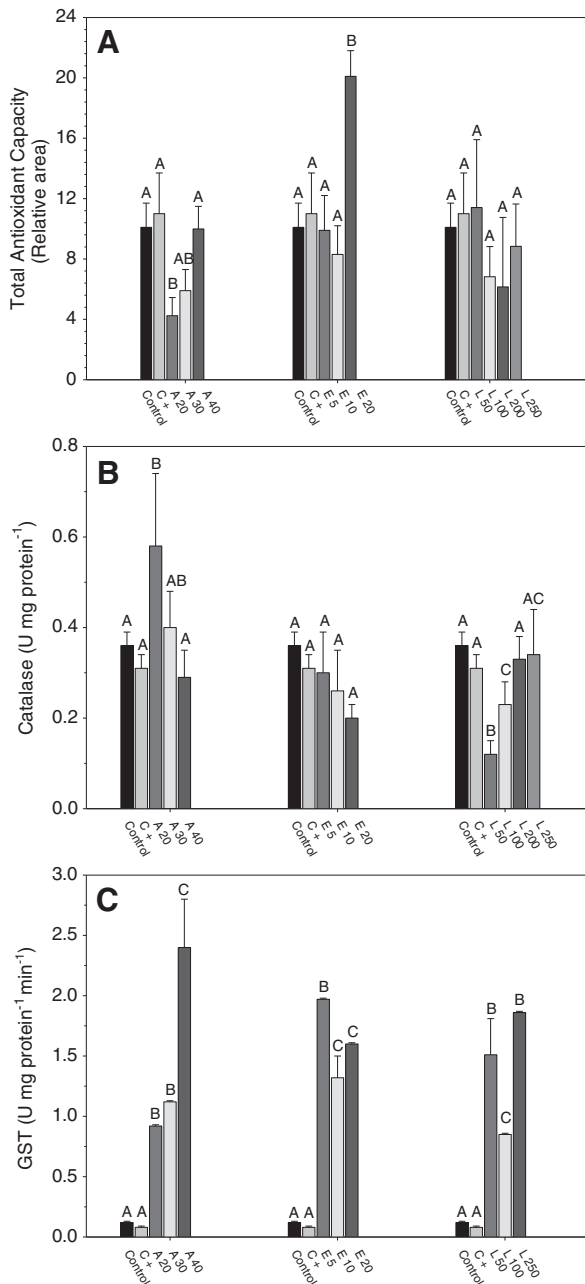 A
Total Antioxidant Capacity
(Relative area)
24
20
16
12
8
4
0
A A B AB A
A A A A B
A A A A A A
Control C + A 20 A 30 A 40
Control C + E 5 E 10 E 20
Control C + L 50 L 100 L 200 L 250
B
Catalase (U mg protein⁻¹)
0.8
0.6
0.4
0.2
0.0
A A B AB A
A A A A A
A A B C A AC
Control C + A 20 A 30 A 40
Control C + E 5 E 10 E 20
Control C + L 50 L 100 L 200 L 250
C
GST (U mg protein⁻¹ min⁻¹)
3.0
2.5
2.0
1.5
1.0
0.5
0.0
A A B B C
A A B C C
A A B C B
Control C + A 20 A 30 A 40
Control C + E 5 E 10 E 20
Control C + L 50 L 100 L 250